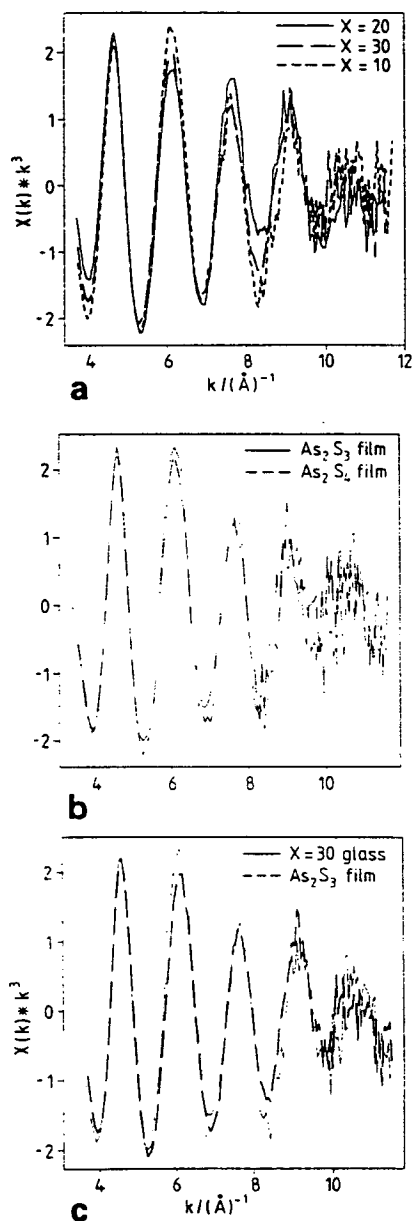 X = 20
X = 30
X = 10
2
1
0
-1
-2
X(k) * k³
4
6
8
10
12
k/(Å)⁻¹
a
As₂S₃ film
As₂S₄ film
2
1
0
-1
-2
4
6
8
10
b
X = 30 glass
As₂S₃ film
2
1
0
-1
-2
X(k) * k³
4
6
8
10
k/(Å)⁻¹
c